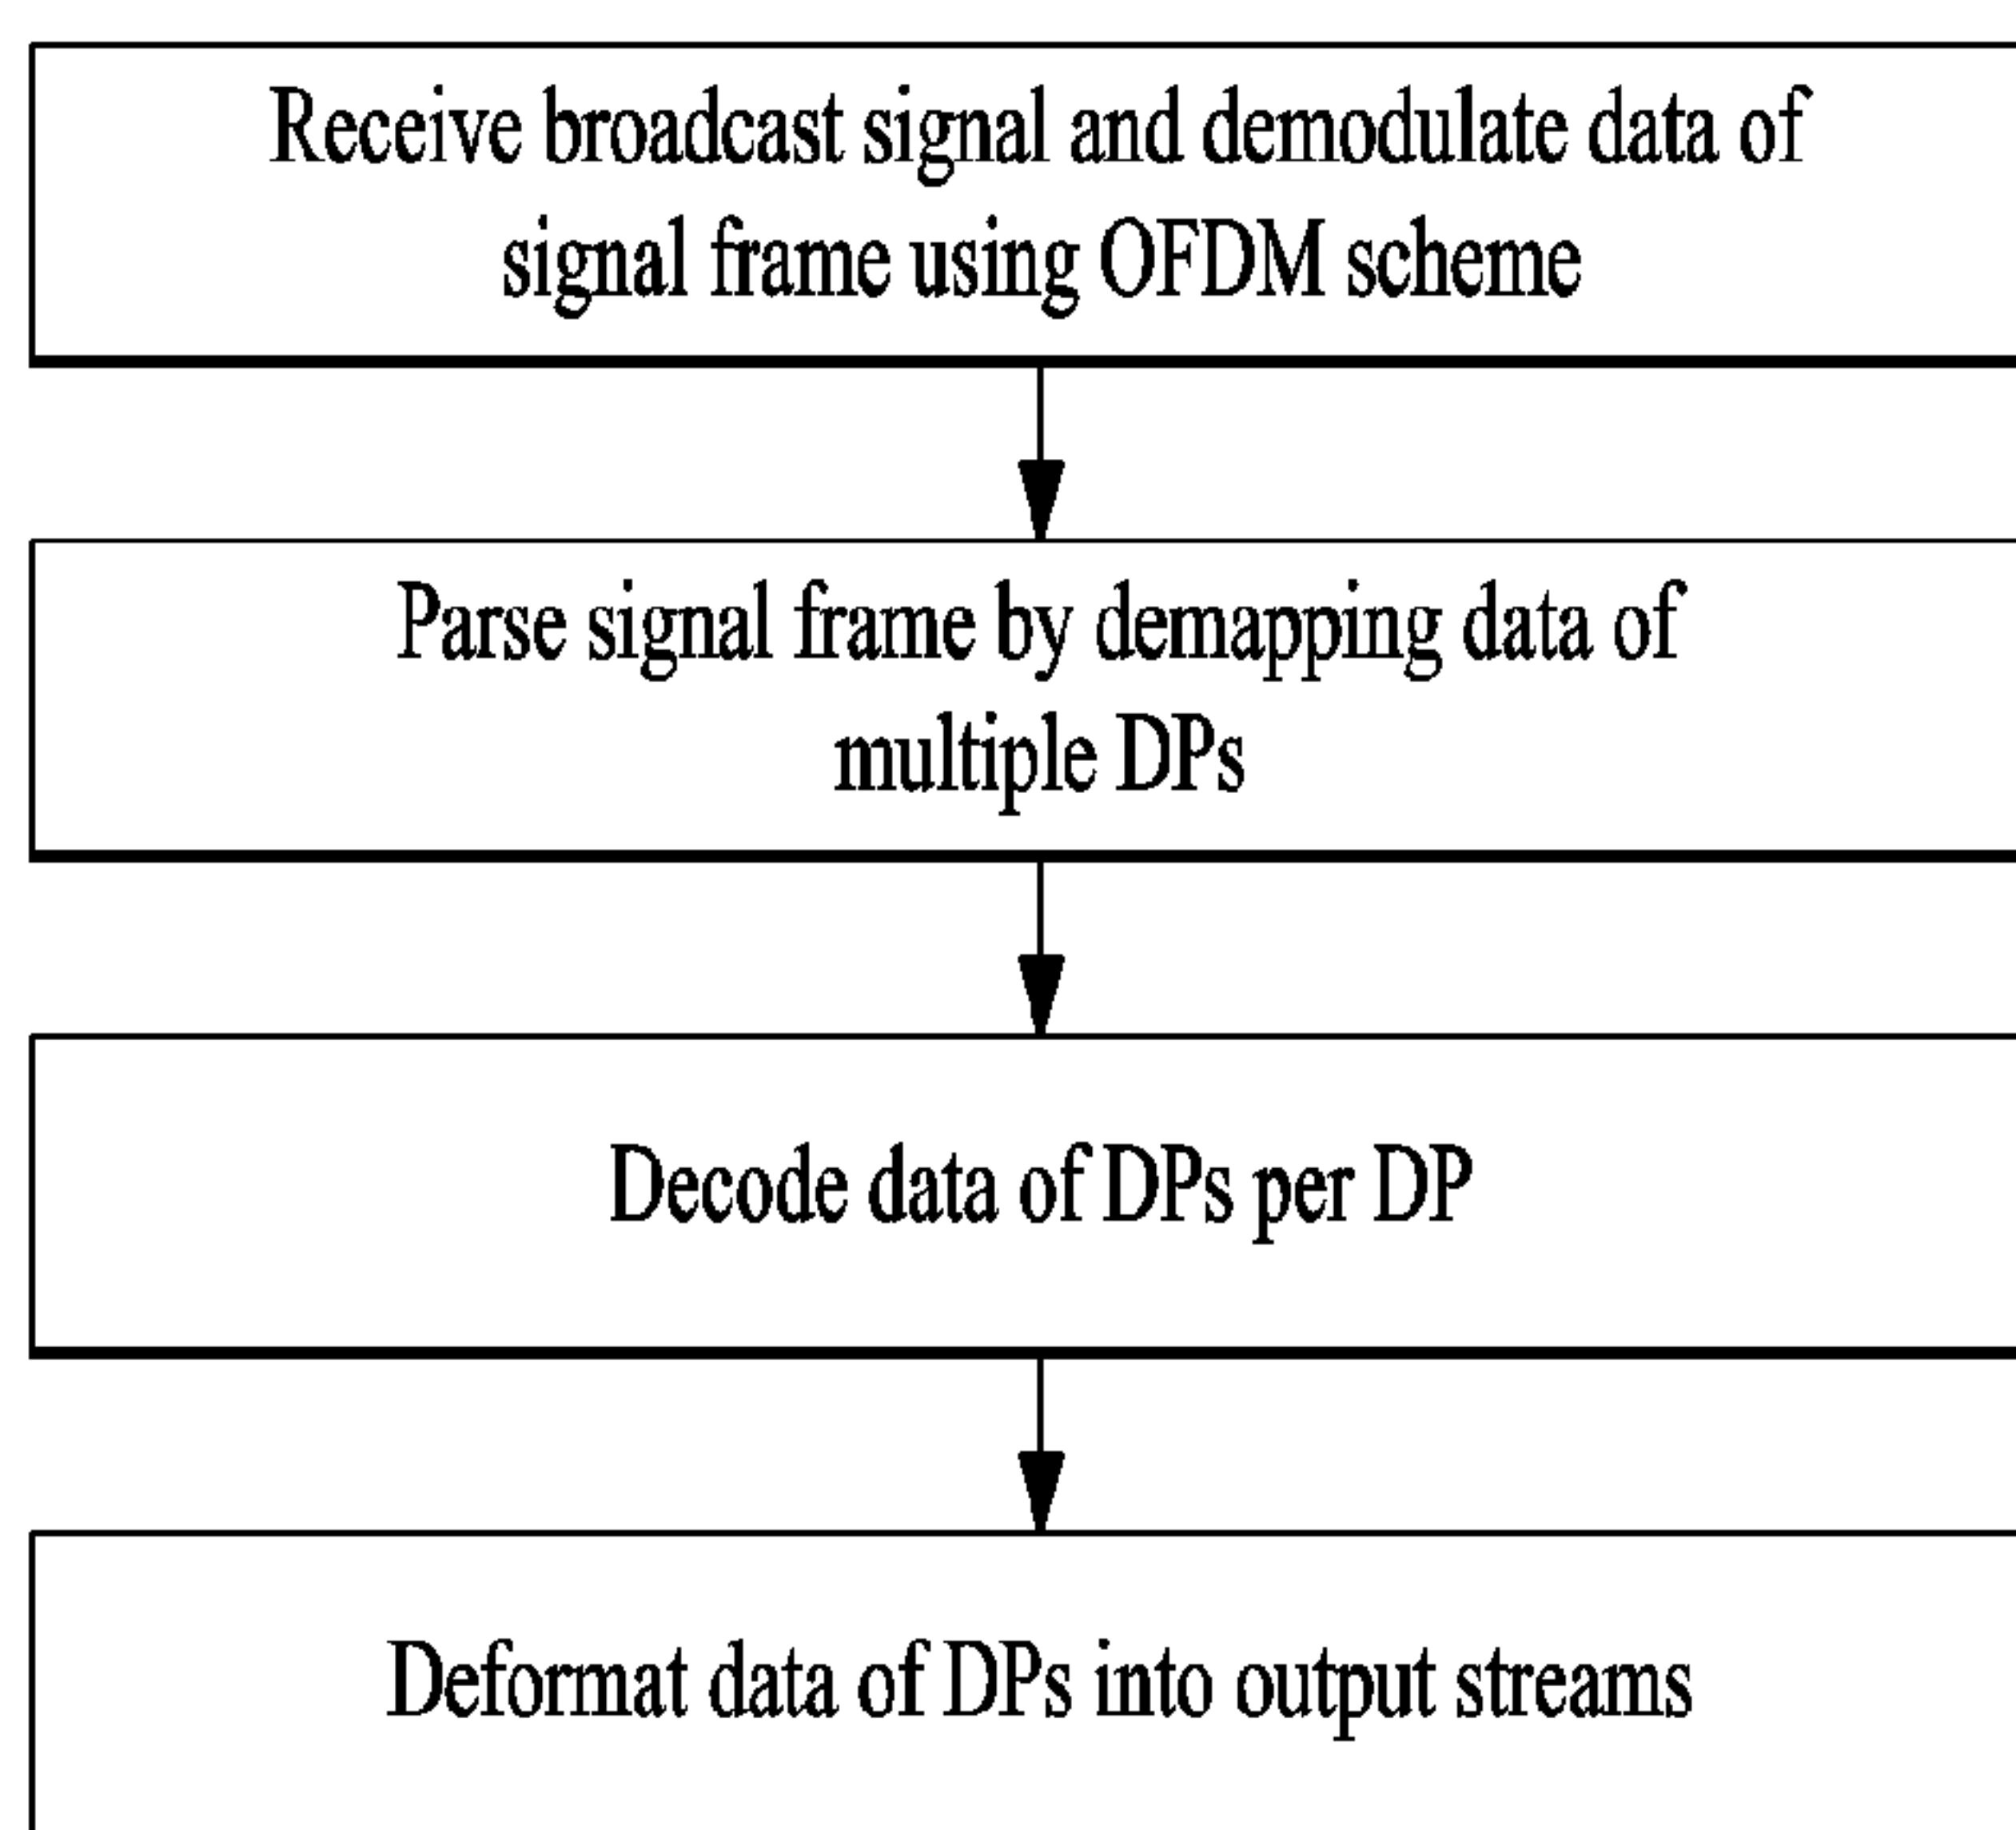 Receive broadcast signal and demodulate data of
signal frame using OFDM scheme
Parse signal frame by demapping data of
multiple DPs
Decode data of DPs per DP
Deformat data of DPs into output streams